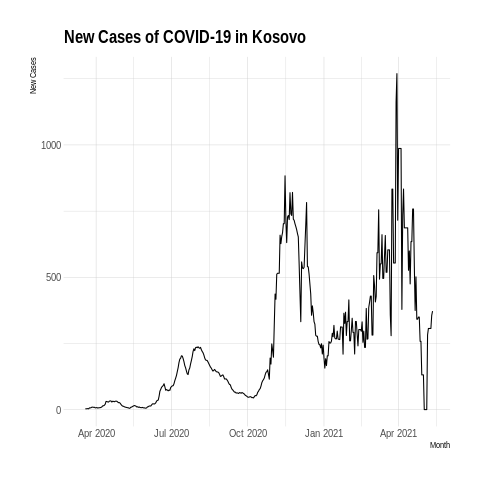 New Cases of COVID-19 in Kosovo
New Cases
1000
500
0
Apr 2020 Jul 2020 Oct 2020 Jan 2021 Apr 2021
Month